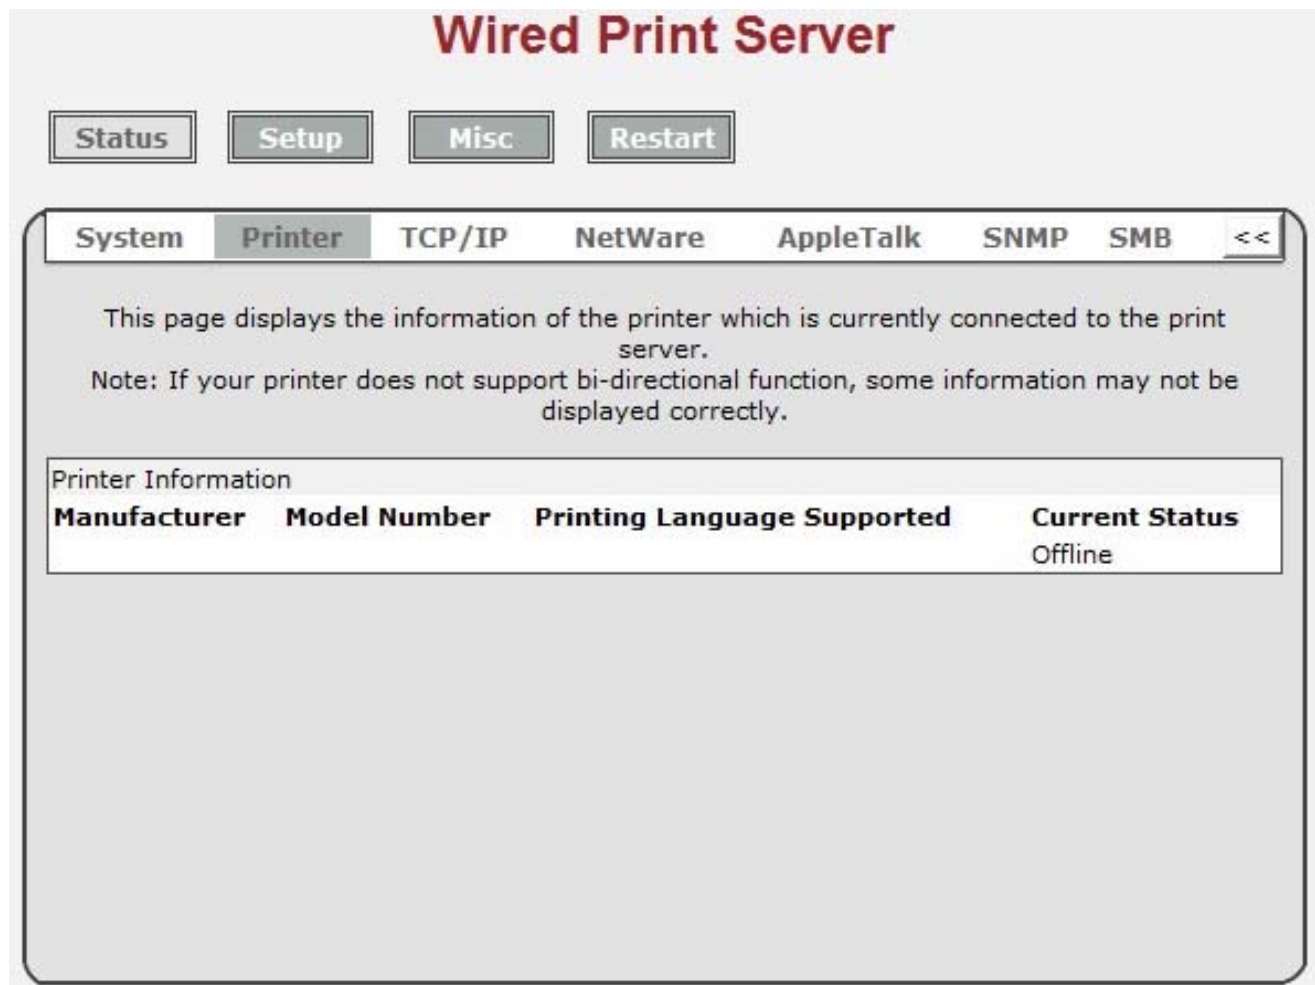 Wired Print Server
Status Setup Misc Restart
System Printer TCP/IP NetWare AppleTalk SNMP SMB <<
This page displays the information of the printer which is currently connected to the print
server.
Note: If your printer does not support bi-directional function, some information may not be
displayed correctly.
Printer Information
Manufacturer Model Number Printing Language Supported Current Status
Offline